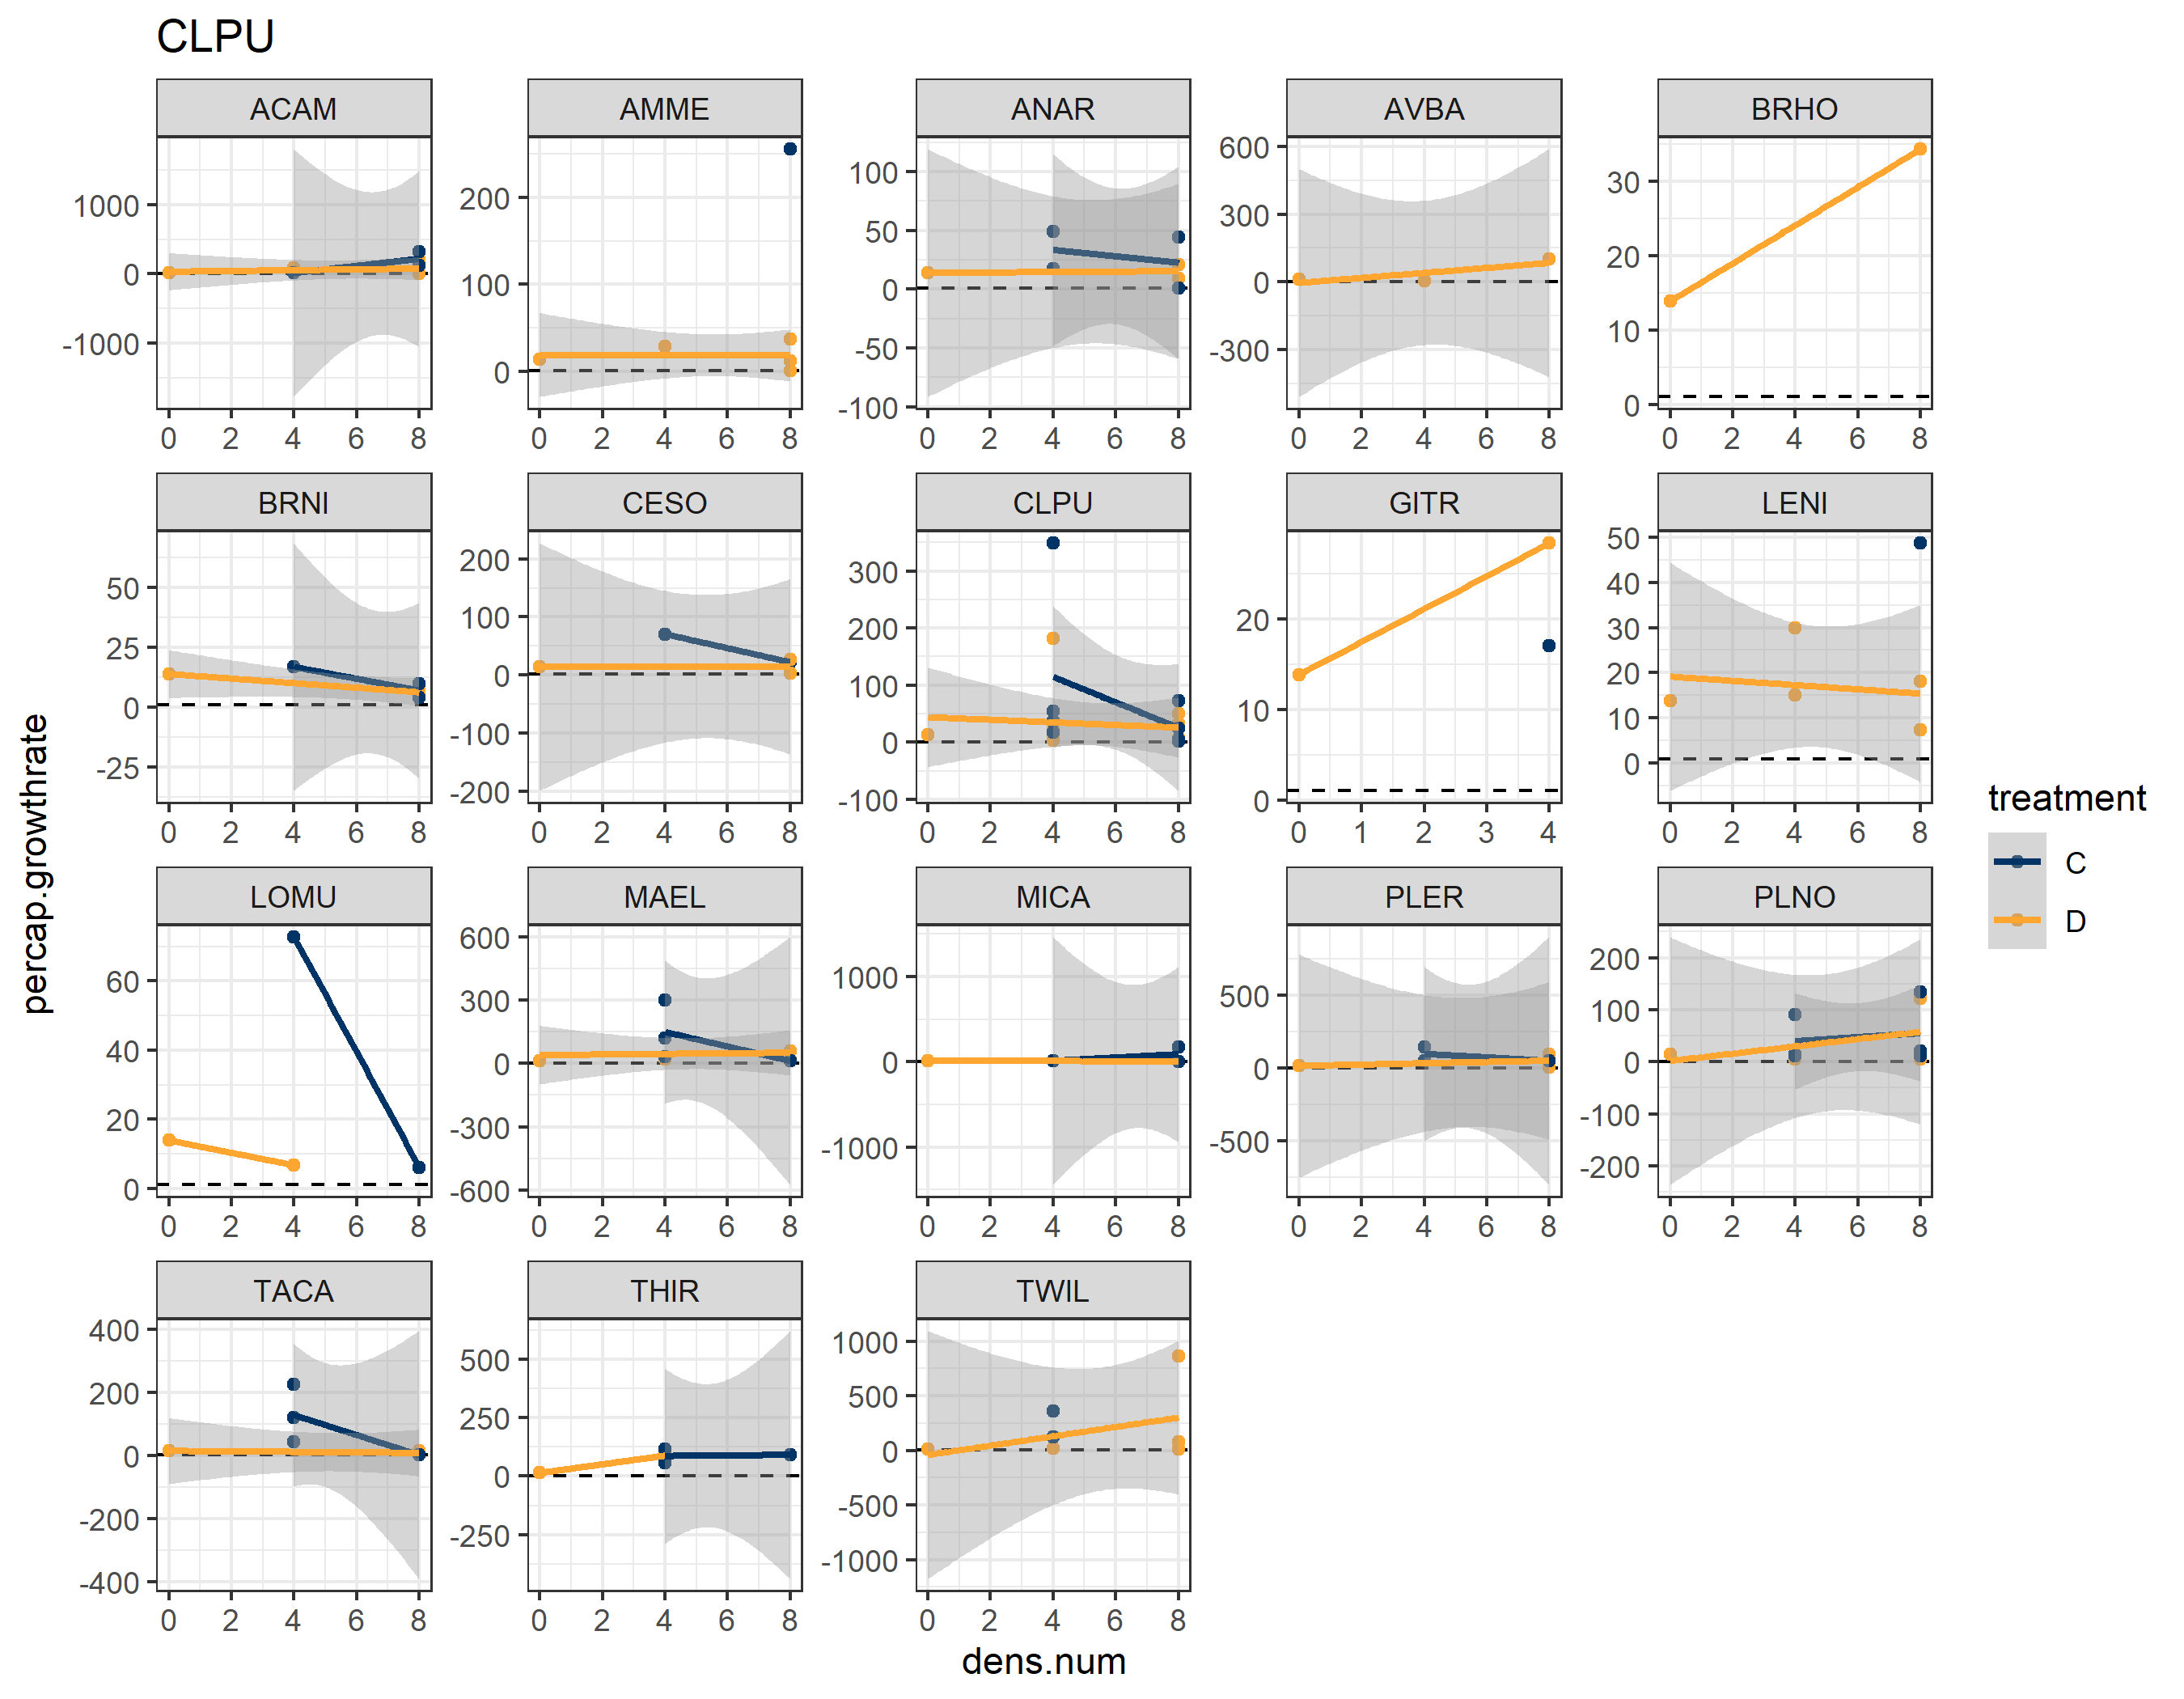 CLPU
ACAM AMME ANAR AVBA BRHO
1000 0 -1000
200 100 0
100 50 0 -50 -100
600 300 0 -300
30 20 10 0
0 2 4 6 8 0 2 4 6 8 0 2 4 6 8 0 2 4 6 8 0 2 4 6 8
BRNI CESO CLPU GITR LENI
50 25 0 -25
200 100 0 -100 -200
300 200 100 0 -100
20 10 0
50 40 30 20 10 0
0 2 4 6 8 0 2 4 6 8 0 2 4 6 8 0 1 2 3 4 0 2 4 6 8
LOMU MAEL MICA PLER PLNO
60 40 20 0
600 300 0 -300 -600
1000 0 -1000
500 0 -500
200 100 0 -100 -200
0 2 4 6 8 0 2 4 6 8 0 2 4 6 8 0 2 4 6 8 0 2 4 6 8
TACA THIR TWIL
400 200 0 -200 -400
500 250 0 -250
1000 500 0 -500 -1000
0 2 4 6 8 0 2 4 6 8 0 2 4 6 8
dens.num
percap.growthrate
treatment
C
D